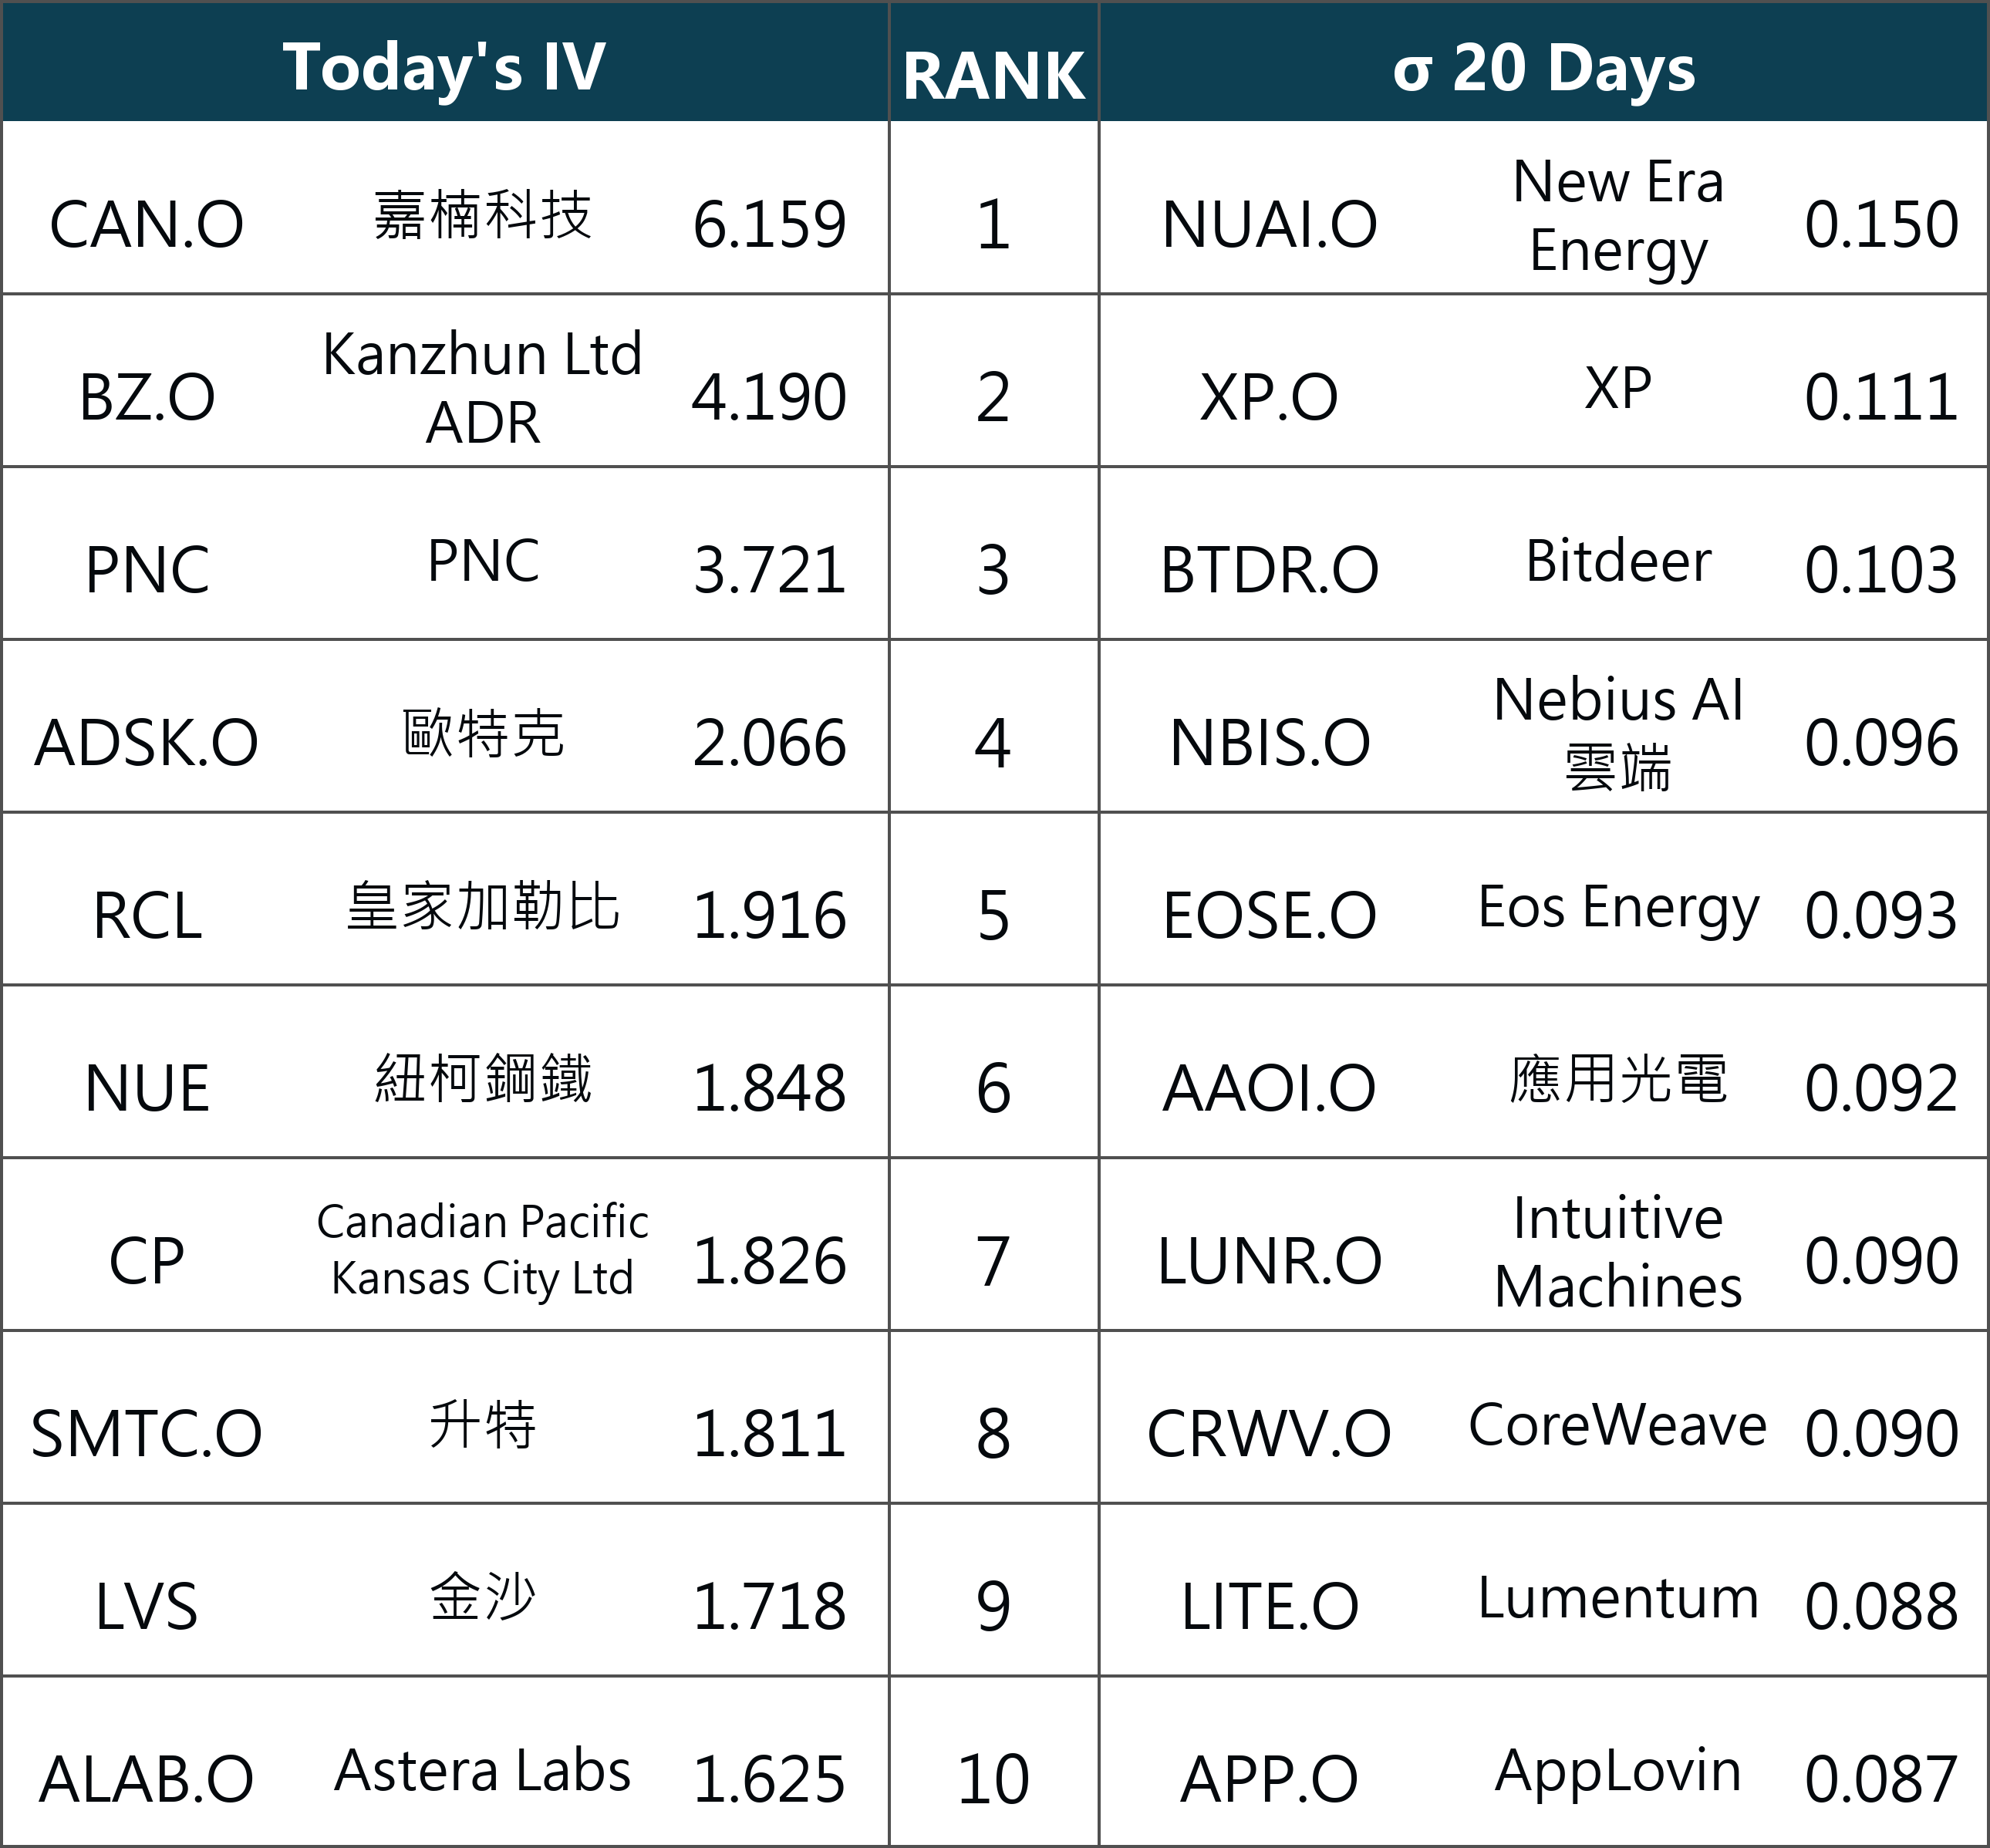 Today's IV RANK σ 20 Days
CAN.O 嘉楠科技 6.159 1 NUAI.O New Era Energy 0.150
BZ.O Kanzhun Ltd ADR 4.190 2 XP.O XP 0.111
PNC PNC 3.721 3 BTDR.O Bitdeer 0.103
ADSK.O 歐特克 2.066 4 NBIS.O Nebius AI 雲端 0.096
RCL 皇家加勒比 1.916 5 EOSE.O Eos Energy 0.093
NUE 紐柯鋼鐵 1.848 6 AAOI.O 應用光電 0.092
CP Canadian Pacific Kansas City Ltd 1.826 7 LUNR.O Intuitive Machines 0.090
SMTC.O 升特 1.811 8 CRWV.O CoreWeave 0.090
LVS 金沙 1.718 9 LITE.O Lumentum 0.088
ALAB.O Astera Labs 1.625 10 APP.O AppLovin 0.087